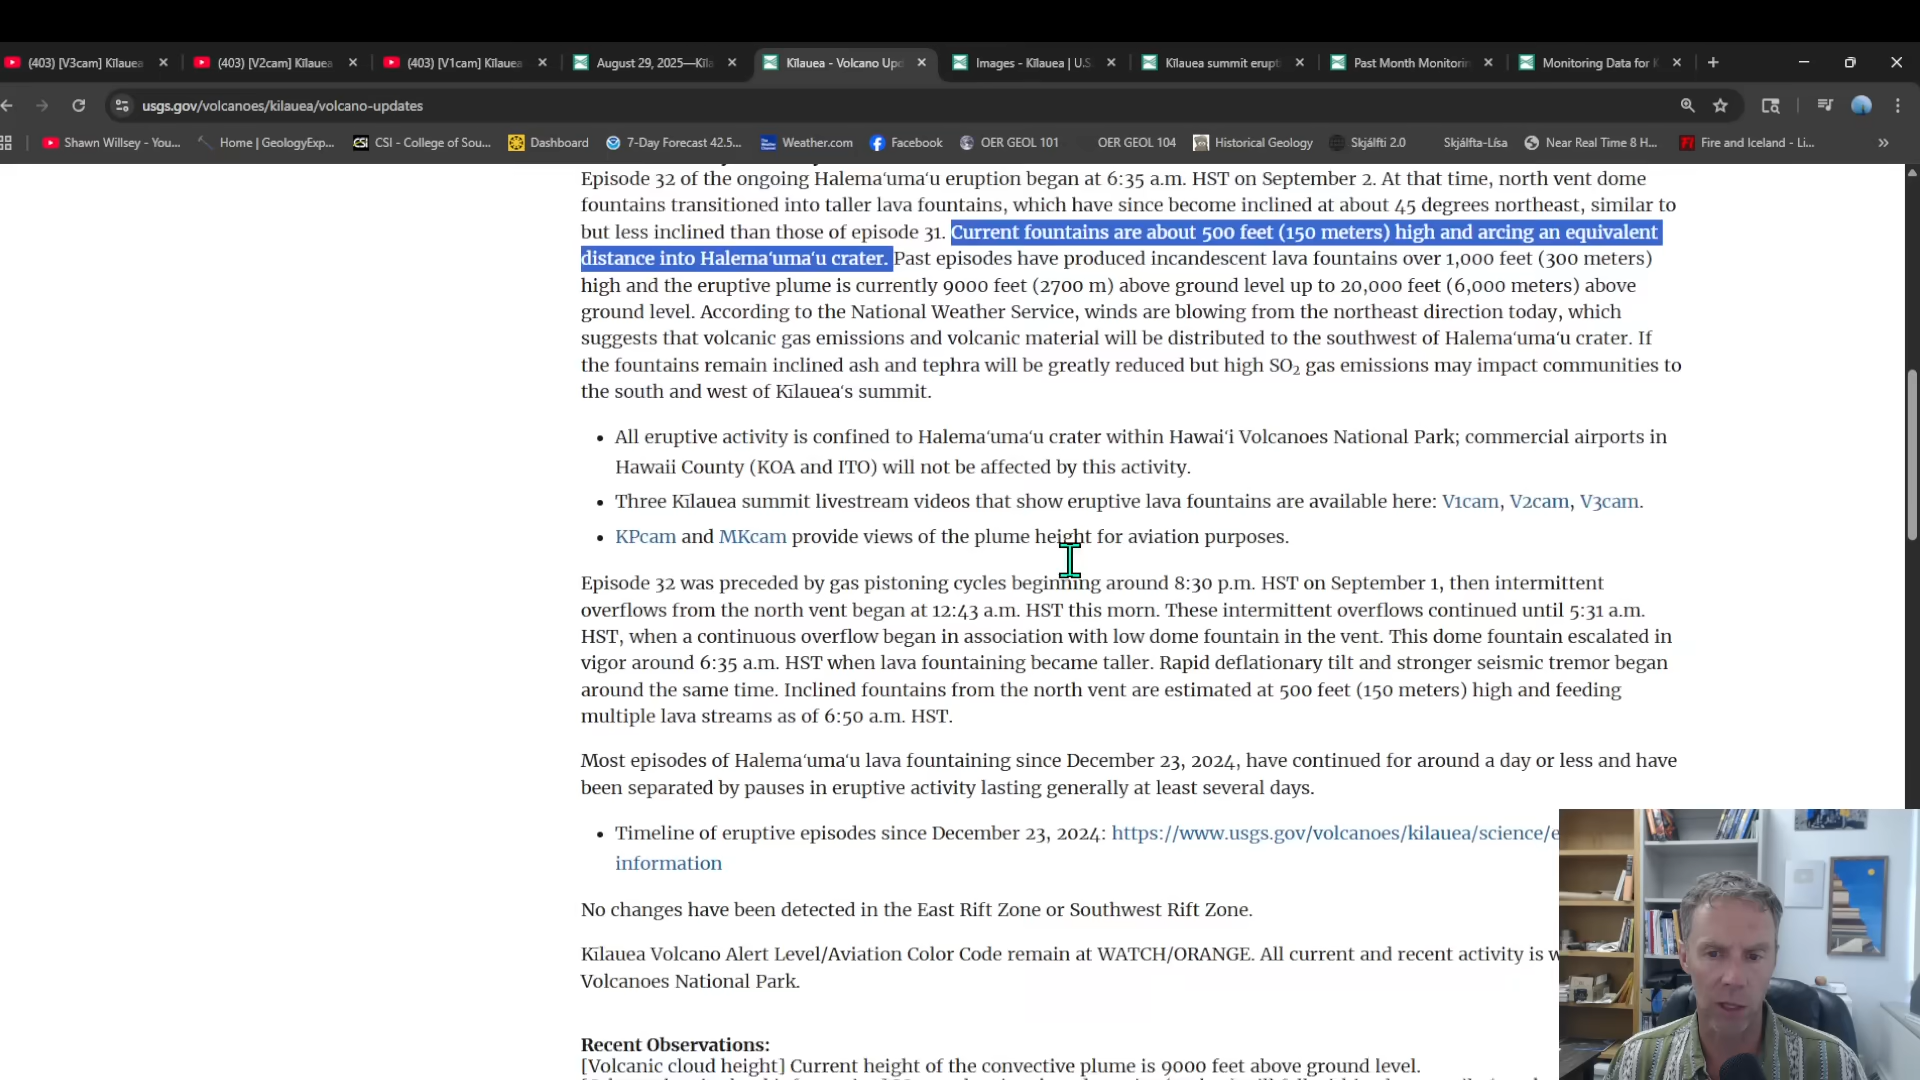 (403) [V3cam] Kīlauea
(403) [V2cam] Kīlauea
(403) [V1cam] Kīlauea
August 29, 2025—Kīla
Kīlauea - Volcano Upd
Images - Kīlauea | U.S.
Kīlauea summit erupti
Past Month Monitorin
Monitoring Data for K
usgs.gov/volcanoes/kilauea/volcano-updates
Shawn Willsey - You...
Home | GeologyExp...
CSI - College of Sou...
Dashboard
7-Day Forecast 42.5...
Weather.com
Facebook
OER GEOL 101
OER GEOL 104
Historical Geology
Skjálfti 2.0
Skjálfta-Lísa
Near Real Time 8 H...
Fire and Iceland - Li...
Episode 32 of the ongoing Halemaʻumaʻu eruption began at 6:35 a.m. HST on September 2. At that time, north vent dome
fountains transitioned into taller lava fountains, which have since become inclined at about 45 degrees northeast, similar to
but less inclined than those of episode 31. Current fountains are about 500 feet (150 meters) high and arcing an equivalent
distance into Halemaʻumaʻu crater. Past episodes have produced incandescent lava fountains over 1,000 feet (300 meters)
high and the eruptive plume is currently 9000 feet (2700 m) above ground level up to 20,000 feet (6,000 meters) above
ground level. According to the National Weather Service, winds are blowing from the northeast direction today, which
suggests that volcanic gas emissions and volcanic material will be distributed to the southwest of Halemaʻumaʻu crater. If
the fountains remain inclined ash and tephra will be greatly reduced but high SO₂ gas emissions may impact communities to
the south and west of Kīlauea's summit.
• All eruptive activity is confined to Halemaʻumaʻu crater within Hawaiʻi Volcanoes National Park; commercial airports in
Hawaii County (KOA and ITO) will not be affected by this activity.
• Three Kīlauea summit livestream videos that show eruptive lava fountains are available here: V1cam, V2cam, V3cam.
• KPcam and MKcam provide views of the plume height for aviation purposes.
Episode 32 was preceded by gas pistoning cycles beginning around 8:30 p.m. HST on September 1, then intermittent
overflows from the north vent began at 12:43 a.m. HST this morn. These intermittent overflows continued until 5:31 a.m.
HST, when a continuous overflow began in association with low dome fountain in the vent. This dome fountain escalated in
vigor around 6:35 a.m. HST when lava fountaining became taller. Rapid deflationary tilt and stronger seismic tremor began
around the same time. Inclined fountains from the north vent are estimated at 500 feet (150 meters) high and feeding
multiple lava streams as of 6:50 a.m. HST.
Most episodes of Halemaʻumaʻu lava fountaining since December 23, 2024, have continued for around a day or less and have
been separated by pauses in eruptive activity lasting generally at least several days.
• Timeline of eruptive episodes since December 23, 2024: https://www.usgs.gov/volcanoes/kilauea/science/e
information
No changes have been detected in the East Rift Zone or Southwest Rift Zone.
Kīlauea Volcano Alert Level/Aviation Color Code remain at WATCH/ORANGE. All current and recent activity is w
Volcanoes National Park.
Recent Observations:
[Volcanic cloud height] Current height of the convective plume is 9000 feet above ground level.